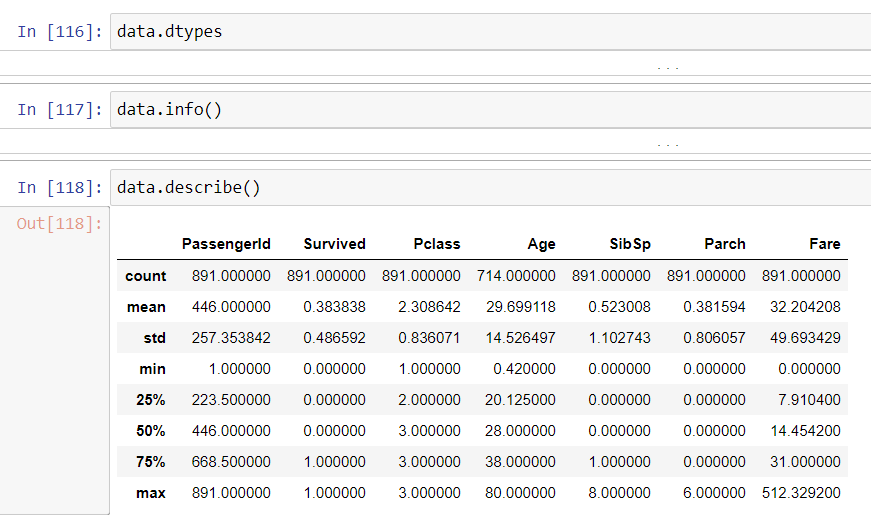 In [116]: data.dtypes
...
In [117]: data.info()
...
In [118]: data.describe()
Out[118]:
PassengerId Survived Pclass Age SibSp Parch Fare
count 891.000000 891.000000 891.000000 714.000000 891.000000 891.000000 891.000000
mean 446.000000 0.383838 2.308642 29.699118 0.523008 0.381594 32.204208
std 257.353842 0.486592 0.836071 14.526497 1.102743 0.806057 49.693429
min 1.000000 0.000000 1.000000 0.420000 0.000000 0.000000 0.000000
25% 223.500000 0.000000 2.000000 20.125000 0.000000 0.000000 7.910400
50% 446.000000 0.000000 3.000000 28.000000 0.000000 0.000000 14.454200
75% 668.500000 1.000000 3.000000 38.000000 1.000000 0.000000 31.000000
max 891.000000 1.000000 3.000000 80.000000 8.000000 6.000000 512.329200